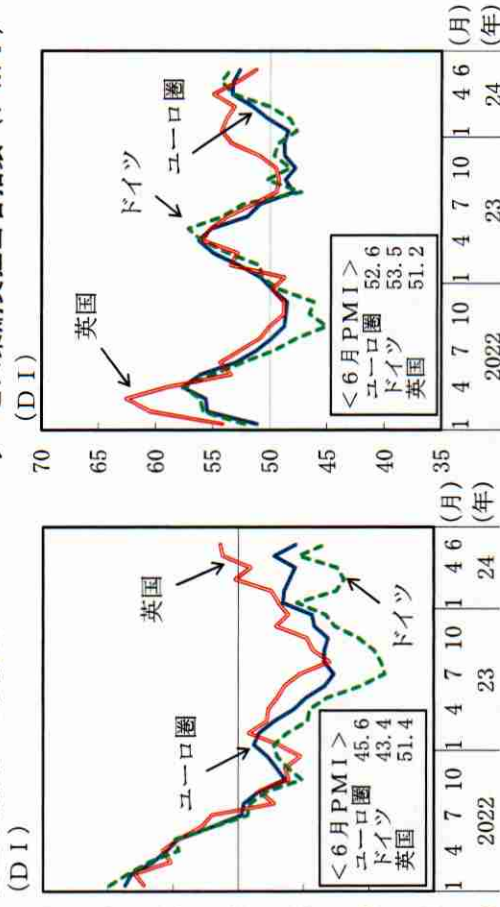 (DI)
ユーロ圏
英国
ドイツ
<6月PMI>
ユーロ圏 45.6
ドイツ 43.4
英国 51.4
1 4 7 10 1 4 7 10 1 4 6 (月)
2022 23 24 (年)
(DI)
70
65
60
55
50
45
40
35
英国
ドイツ
ユーロ圏
<6月PMI>
ユーロ圏 52.6
ドイツ 53.5
英国 51.2
1 4 7 10 1 4 7 10 1 4 6 (月)
2022 23 24 (年)